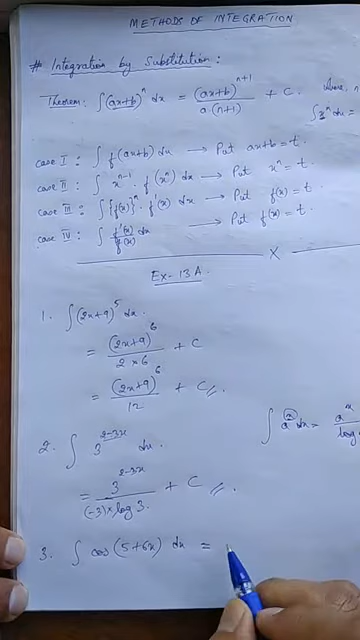 METHODS OF INTEGRATION
# Integration by Substitution:
Theorem: ∫(ax+b)^n dx = (ax+b)^(n+1) / a(n+1) + C. Where, n
∫x^n =
case I : ∫ f(ax+b) dx → Put ax+b = t.
case II : ∫ x^(n-1) . f(x^n) dx → Put x^n = t.
case III : ∫ {f(x)}^n . f'(x) dx → Put f(x) = t.
case IV : ∫ f'(x)/f(x) dx → Put f(x) = t.
X
Ex-13A.
1. ∫(2x+9)^5 dx.
= (2x+9)^6 / 2×6 + C
= (2x+9)^6 / 12 + C.
2. ∫ 3^(2-3x) dx.
∫ a^x dx = a^x / log
= 3^(2-3x) / (-3)×log 3 + C.
3. ∫ cos (5+6x) dx =